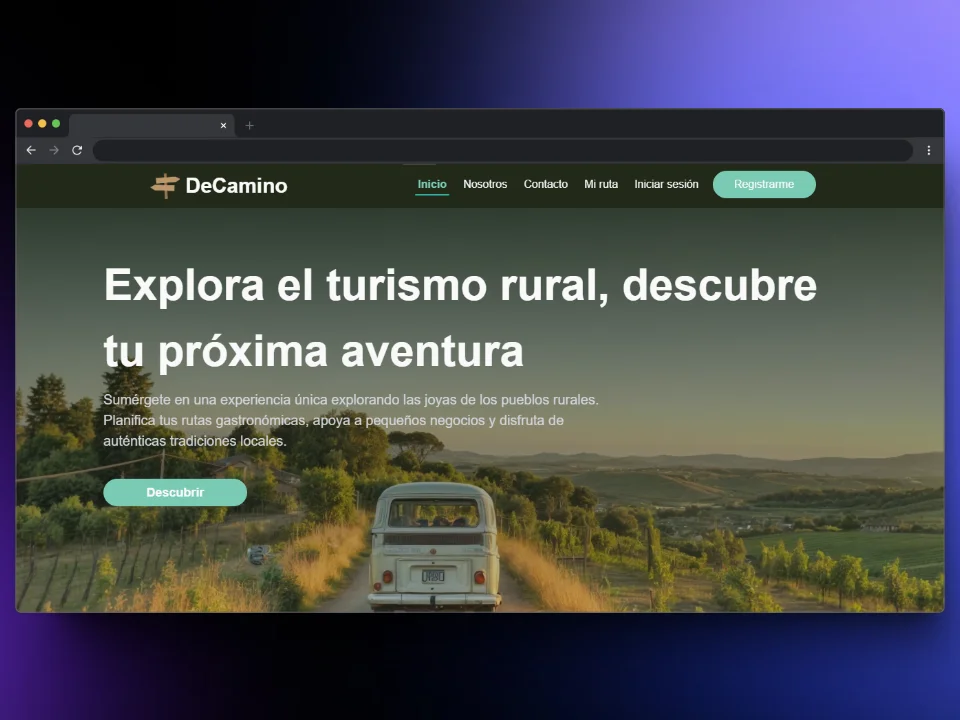 DeCamino
Inicio Nosotros Contacto Mi ruta Iniciar sesión Registrarme
Explora el turismo rural, descubre
tu próxima aventura
Sumérgete en una experiencia única explorando las joyas de los pueblos rurales.
Planifica tus rutas gastronómicas, apoya a pequeños negocios y disfruta de
auténticas tradiciones locales.
Descubrir